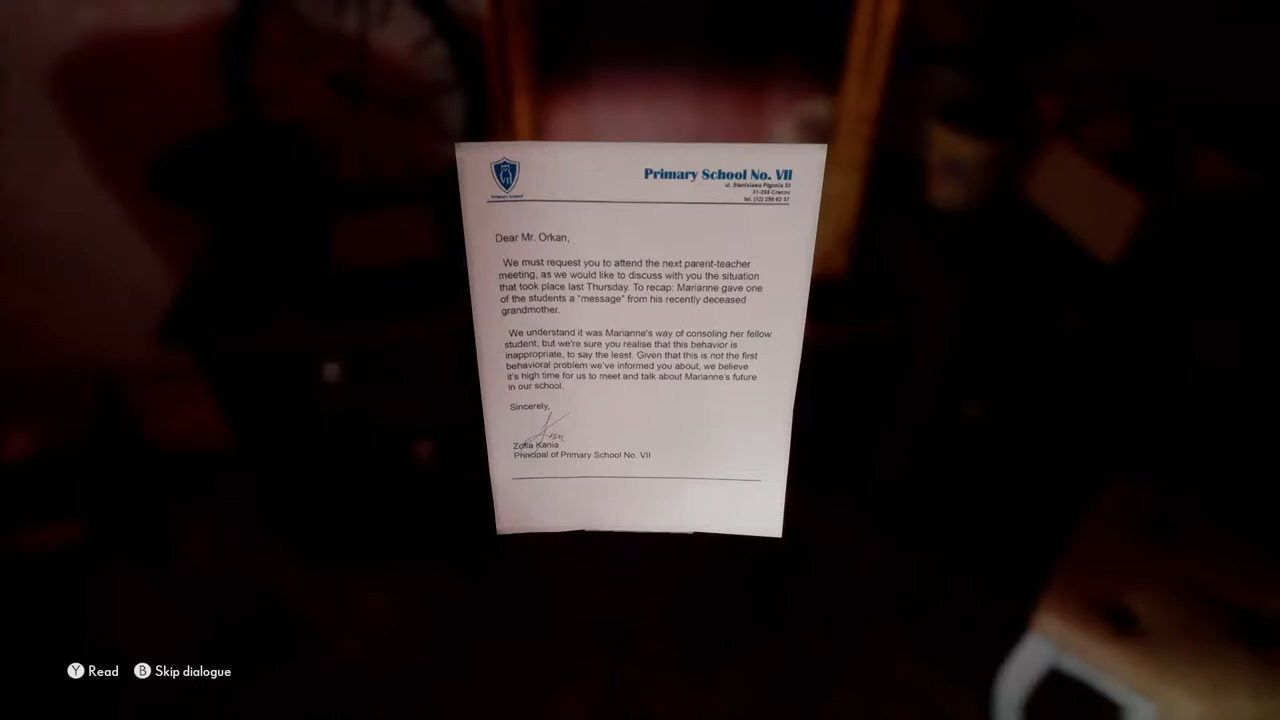 Primary School No. VII
ul. Stanisława Pigonia 33
31-293 Cracov
Primary School
Dear Mr. Orkan,
We must request you to attend the next parent-teacher
meeting, as we would like to discuss with you the situation
that took place last Thursday. To recap: Marianne gave one
of the students a "message" from his recently deceased
grandmother.
We understand it was Marianne's way of consoling her fellow
student, but we're sure you realise that this behavior is
inappropriate, to say the least. Given that this is not the first
behavioral problem we've informed you about, we believe
it's high time for us to meet and talk about Marianne's future
in our school.
Sincerely,
Zofia Kania
Principal of Primary School No. VII
Y Read B Skip dialogue